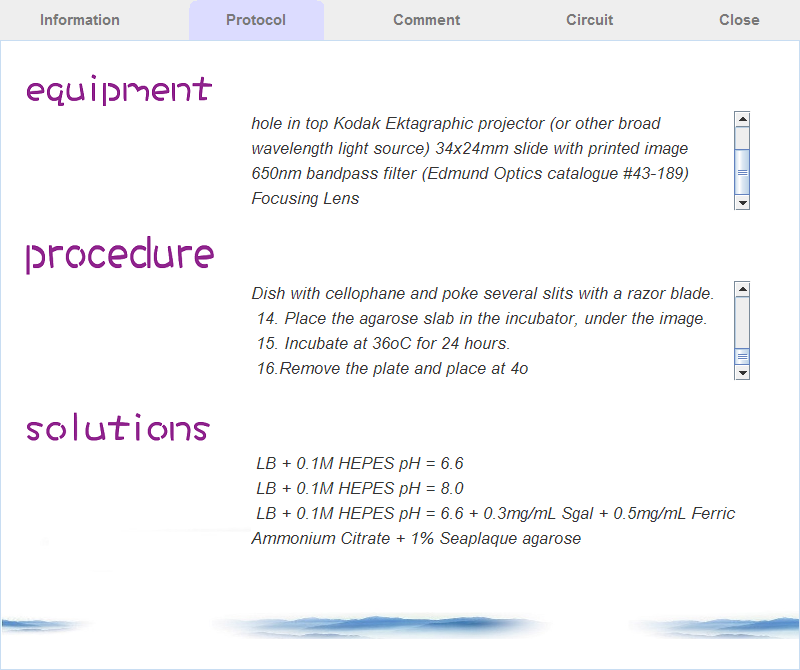 Information Protocol Comment Circuit Close
equipment
hole in top Kodak Ektagraphic projector (or other broad
wavelength light source) 34x24mm slide with printed image
650nm bandpass filter (Edmund Optics catalogue #43-189)
Focusing Lens
procedure
Dish with cellophane and poke several slits with a razor blade.
14. Place the agarose slab in the incubator, under the image.
15. Incubate at 36oC for 24 hours.
16.Remove the plate and place at 4o
solutions
LB + 0.1M HEPES pH = 6.6
LB + 0.1M HEPES pH = 8.0
LB + 0.1M HEPES pH = 6.6 + 0.3mg/mL Sgal + 0.5mg/mL Ferric
Ammonium Citrate + 1% Seaplaque agarose